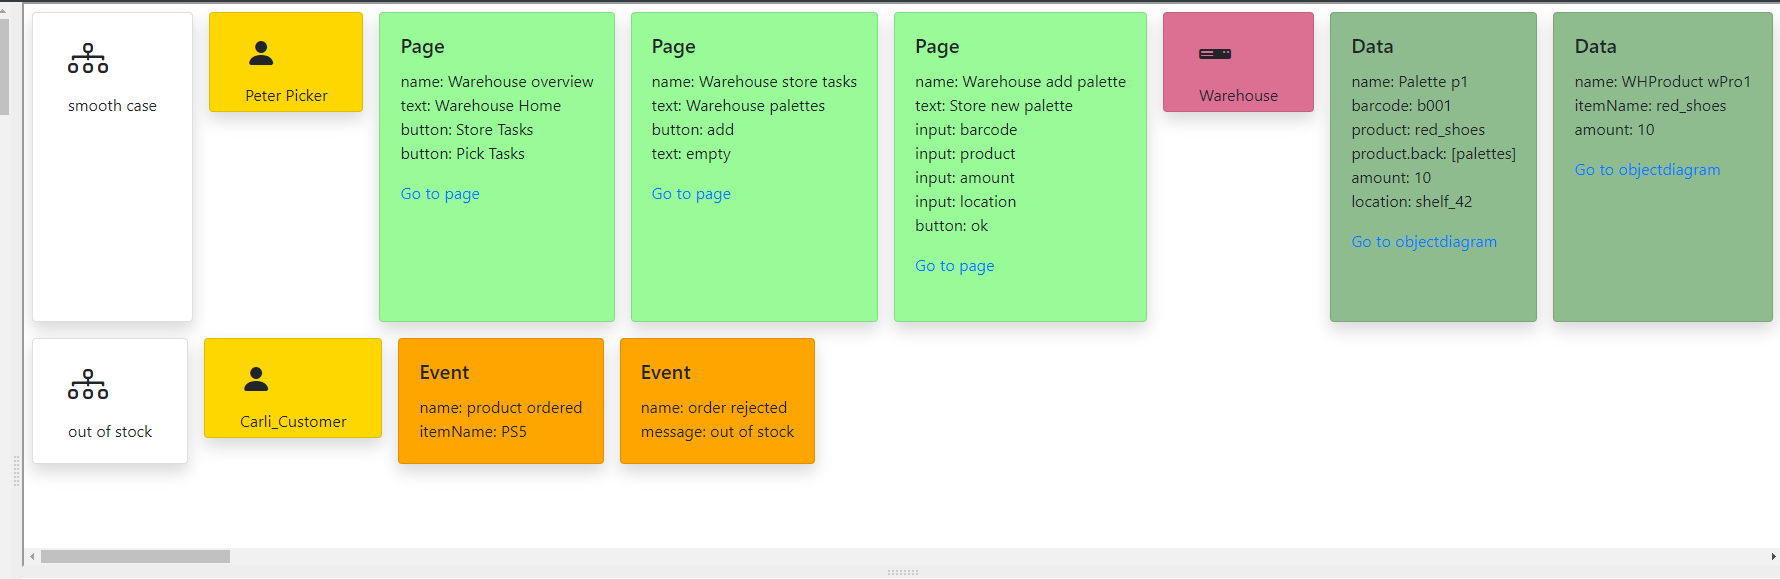 smooth case
Peter Picker
Page
name: Warehouse overview
text: Warehouse Home
button: Store Tasks
button: Pick Tasks
Go to page
Page
name: Warehouse store tasks
text: Warehouse palettes
button: add
text: empty
Go to page
Page
name: Warehouse add palette
text: Store new palette
input: barcode
input: product
input: amount
input: location
button: ok
Go to page
Warehouse
Data
name: Palette p1
barcode: b001
product: red_shoes
product.back: [palettes]
amount: 10
location: shelf_42
Go to objectdiagram
Data
name: WHProduct wPro1
itemName: red_shoes
amount: 10
Go to objectdiagram
out of stock
Carli_Customer
Event
name: product ordered
itemName: PS5
Event
name: order rejected
message: out of stock